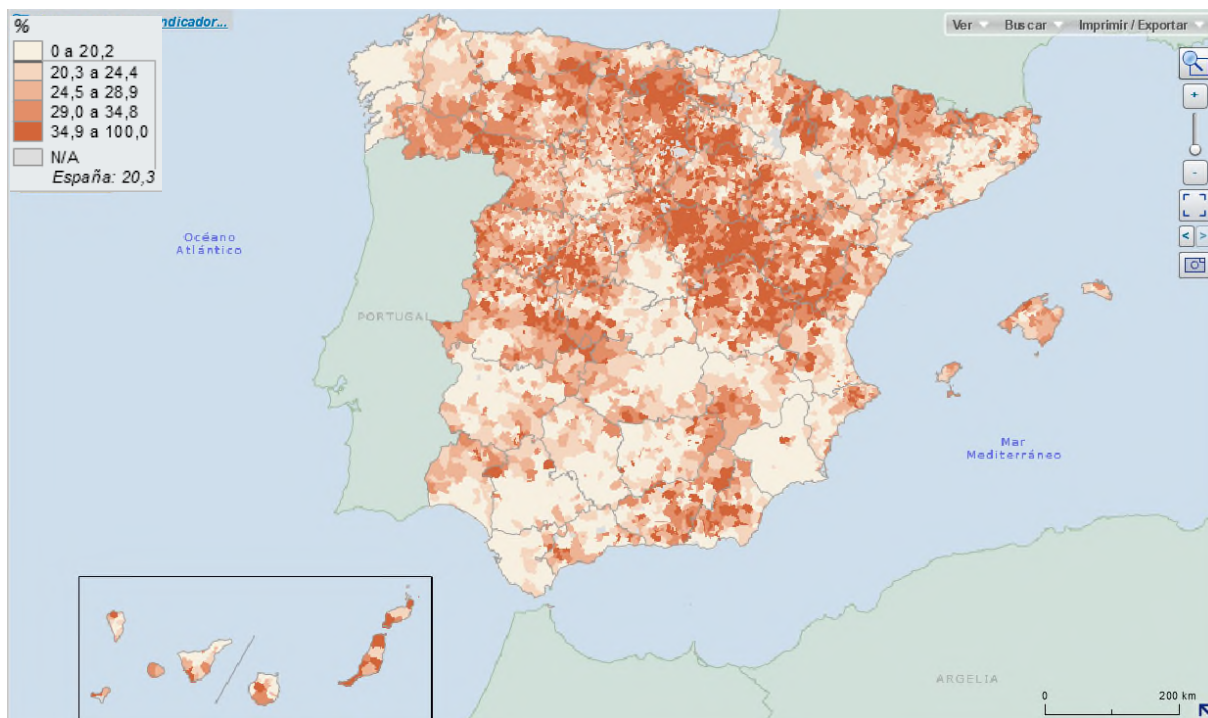 %
ndicador...
0 a 20,2
20,3 a 24,4
24,5 a 28,9
29,0 a 34,8
34,9 a 100,0
N/A
España: 20,3
Ver
Buscar
Imprimir / Exportar
+
-
< >
Océano
Atlántico
PORTUGAL
Mar
Mediterráneo
ARGELIA
0
200 km